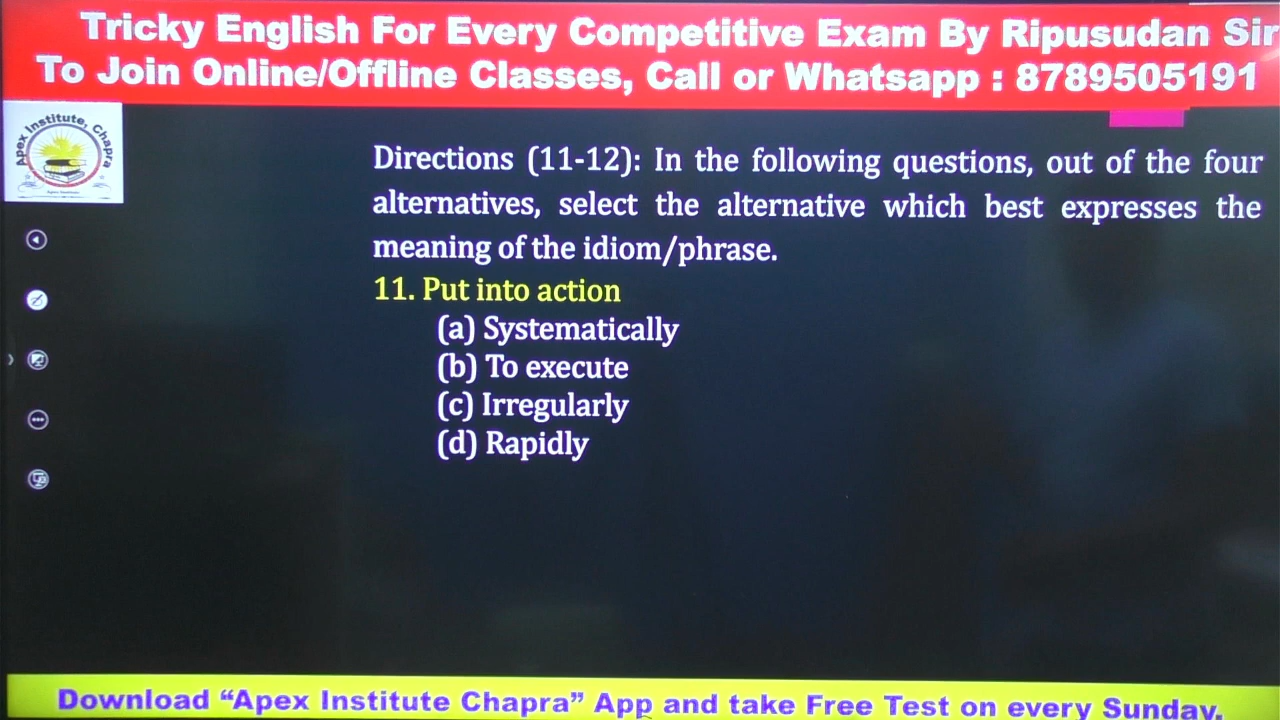 Tricky English For Every Competitive Exam By Ripusudan Sir
To Join Online/Offline Classes, Call or Whatsapp : 8789505191
Apex Institute, Chapra
Directions (11-12): In the following questions, out of the four
alternatives, select the alternative which best expresses the
meaning of the idiom/phrase.
11. Put into action
(a) Systematically
(b) To execute
(c) Irregularly
(d) Rapidly
Download “Apex Institute Chapra” App and take Free Test on every Sunday.